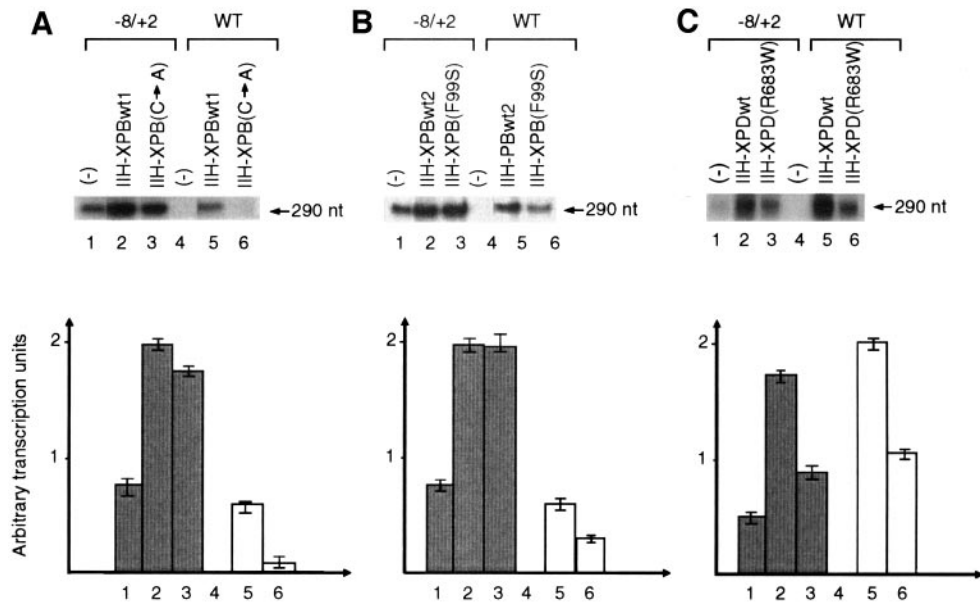 A
-8/+2
WT
(-)
IIH-XPBwt1
IIH-XPB(C→A)
(-)
IIH-XPBwt1
IIH-XPB(C→A)
←290 nt
1 2 3 4 5 6
B
-8/+2
WT
(-)
IIH-XPBwt2
IIH-XPB(F99S)
(-)
IIH-PBwt2
IIH-XPB(F99S)
←290 nt
1 2 3 4 5 6
C
-8/+2
WT
(-)
IIH-XPDwt
IIH-XPD(R683W)
(-)
IIH-XPDwt
IIH-XPD(R683W)
←290 nt
1 2 3 4 5 6
Arbitrary transcription units
2
1
1 2 3 4 5 6
2
1
1 2 3 4 5 6
2
1
1 2 3 4 5 6